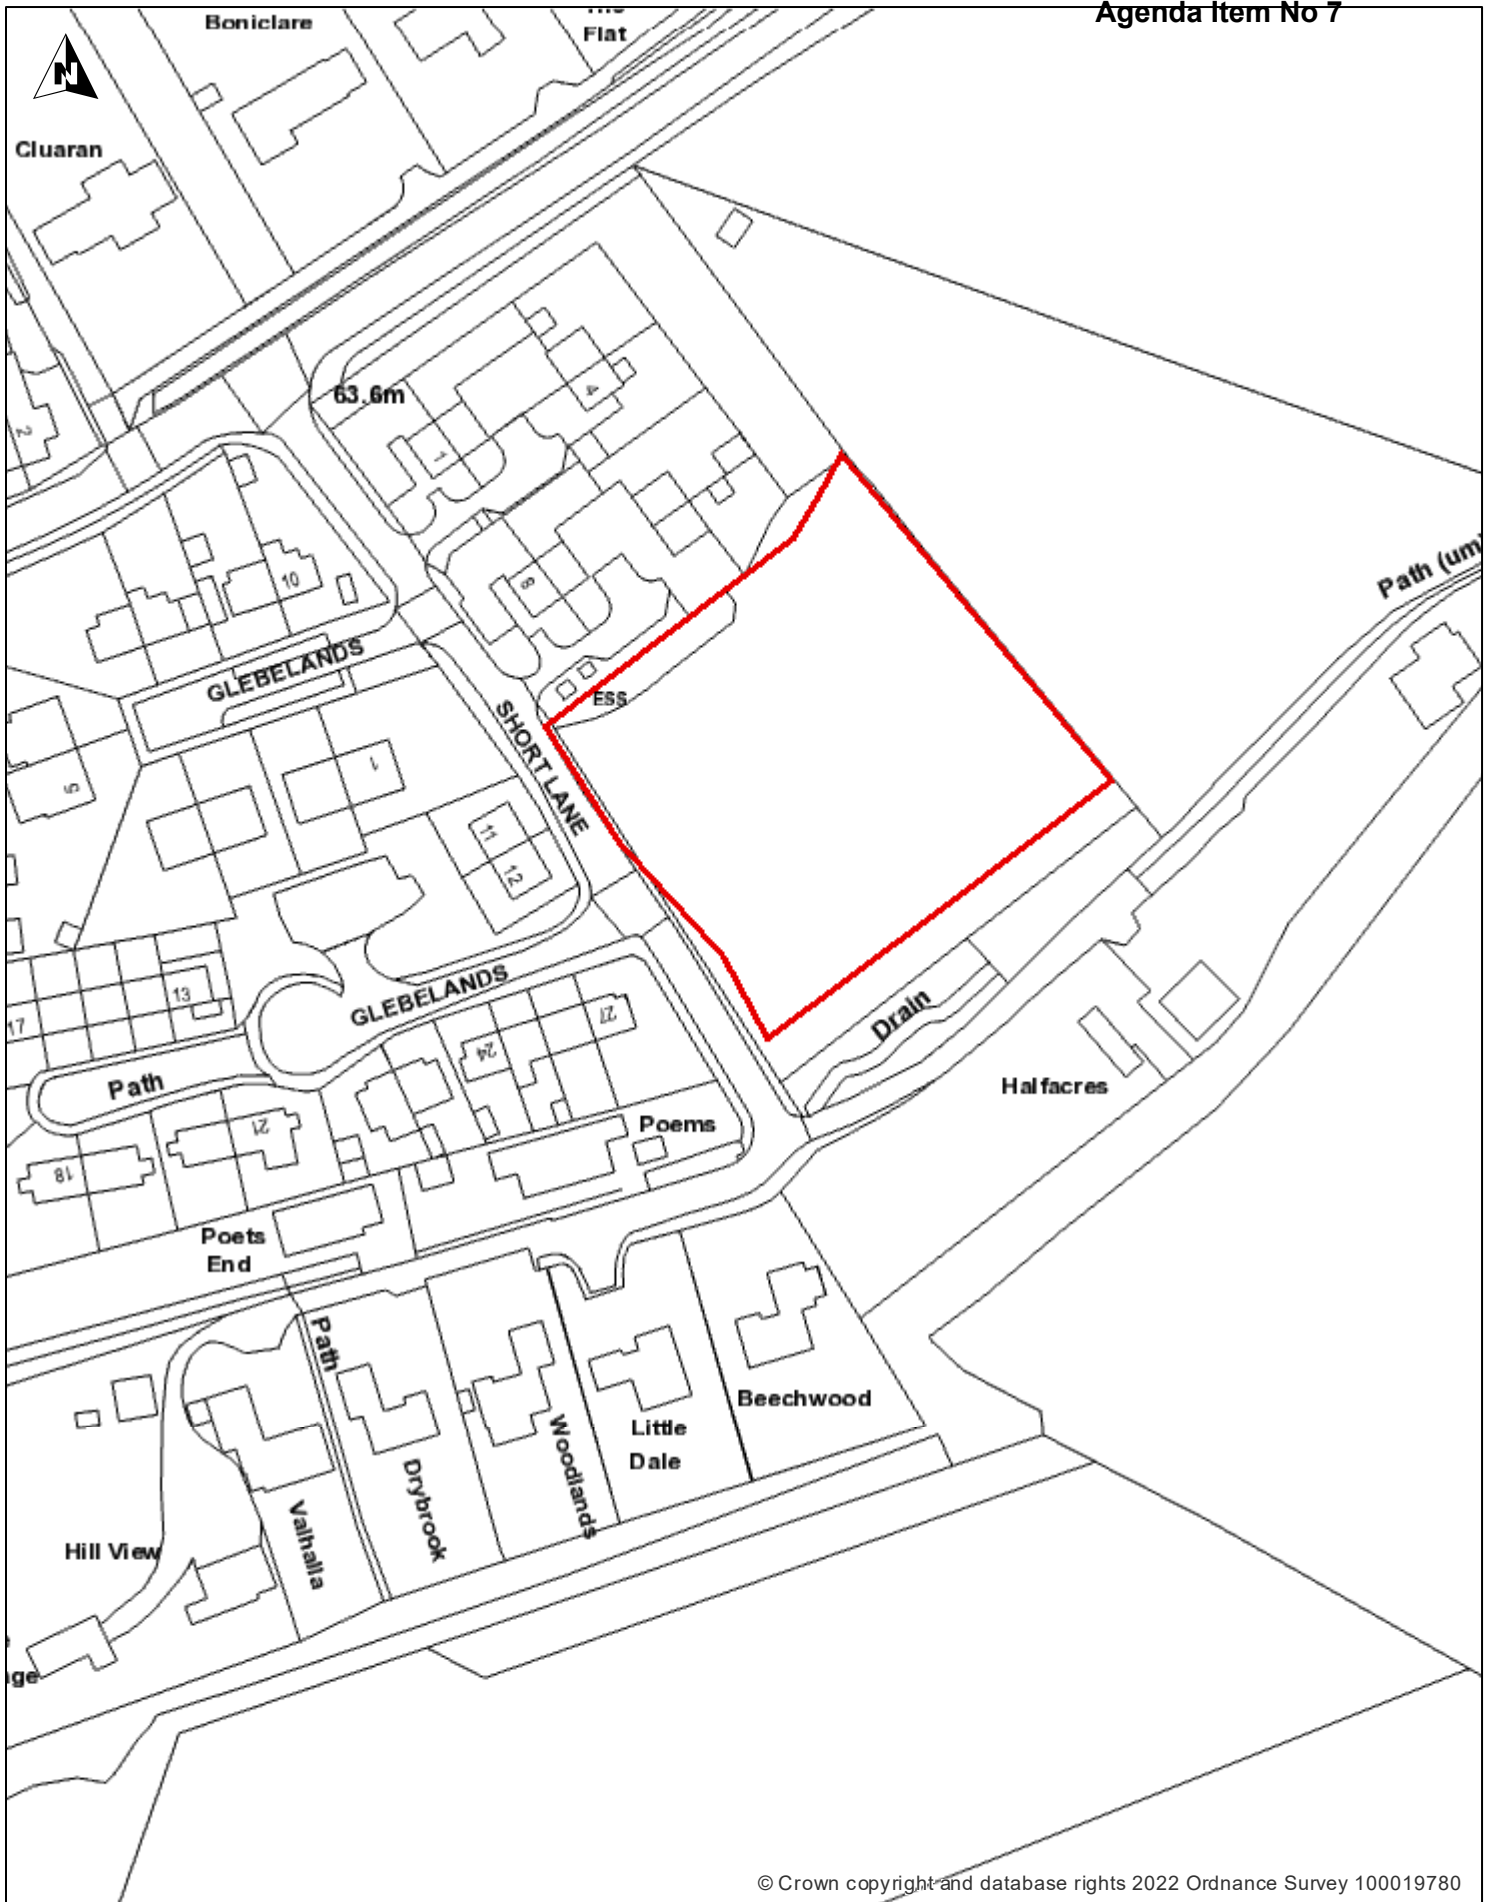 Agenda Item No 7
Boniclare
Flat
N
Cluaran
63.6m
2
4
1
Path (um)
8
10
GLEBELANDS
ESS
SHORT LANE
1
5
11
12
13
17
GLEBELANDS
27
24
Drain
Path
Halfacres
21
Poems
18
Poets
End
Path
Beechwood
Little
Dale
Woodlands
Drybrook
Valhalla
Hill View
© Crown copyright and database rights 2022 Ordnance Survey 100019780